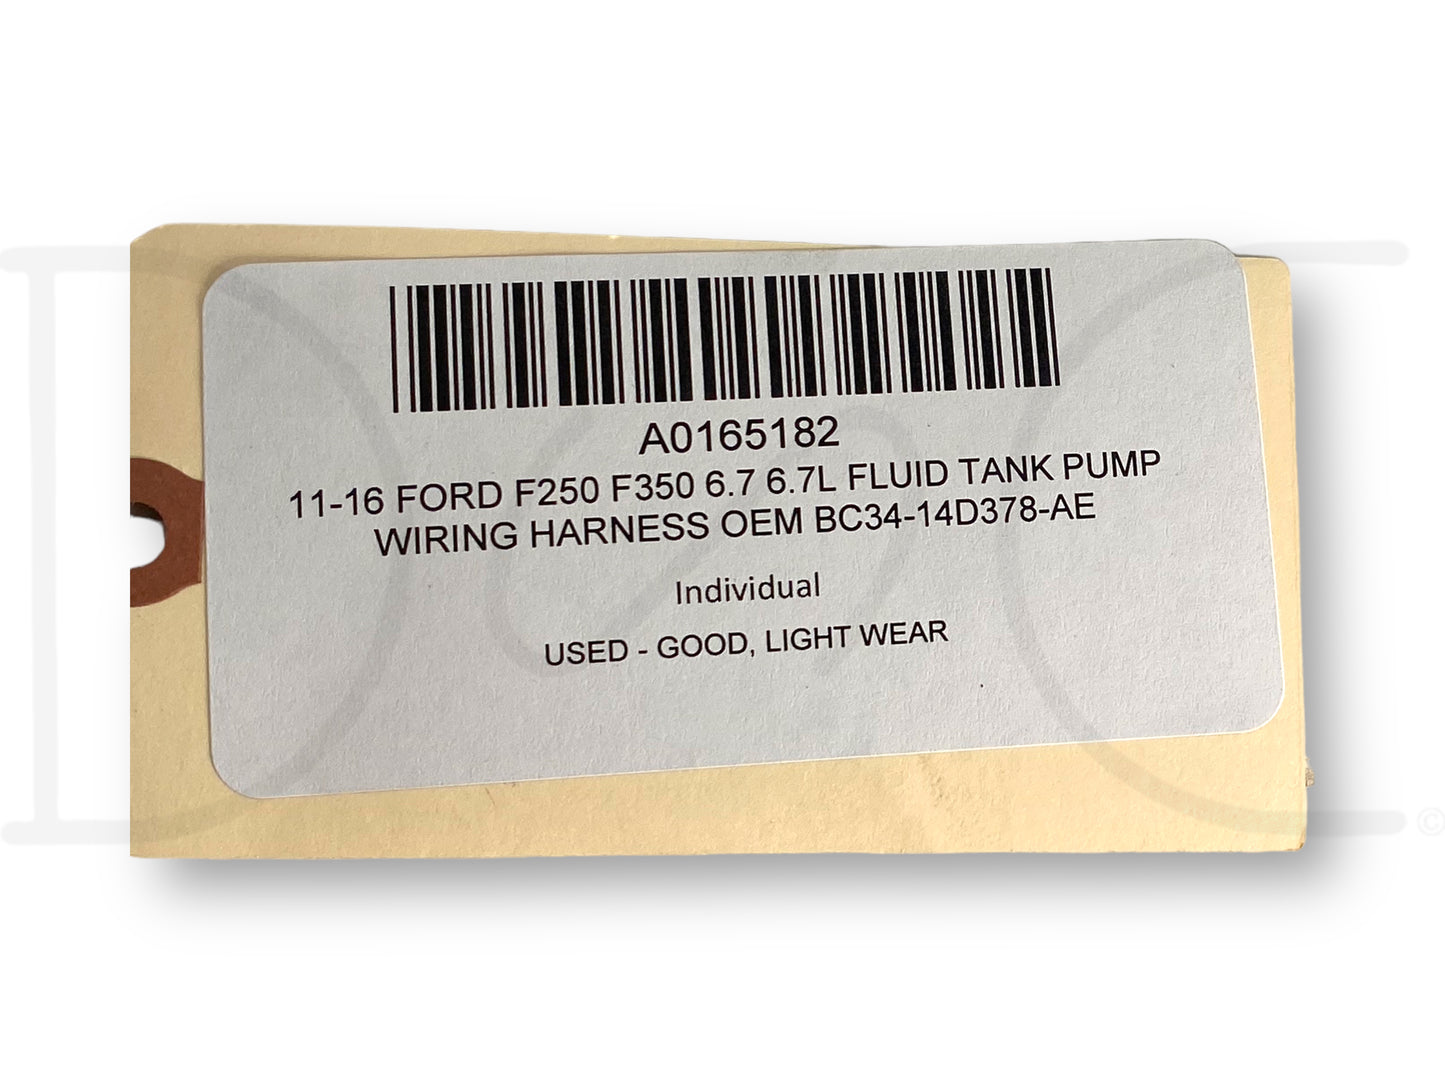 A0165182
11-16 FORD F250 F350 6.7 6.7L FLUID TANK PUMP
WIRING HARNESS OEM BC34-14D378-AE
Individual
USED - GOOD, LIGHT WEAR
©